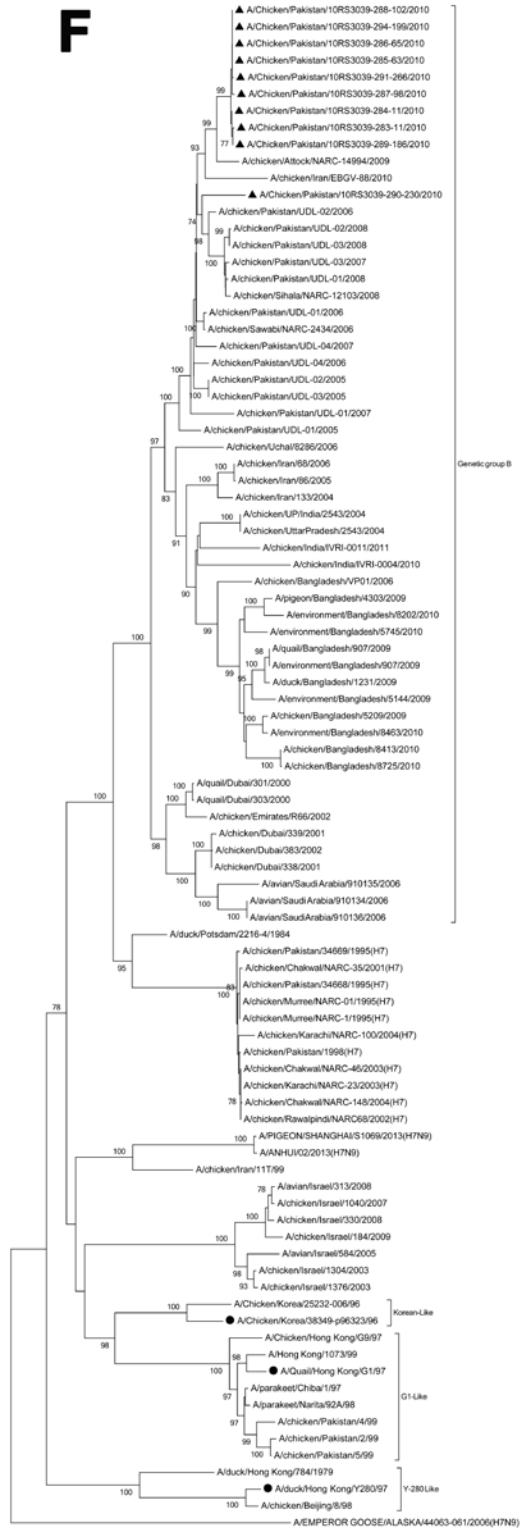 F
A/Chicken/Pakistan/10RS3039-288-102/2010
A/Chicken/Pakistan/10RS3039-294-199/2010
A/Chicken/Pakistan/10RS3039-286-65/2010
A/Chicken/Pakistan/10RS3039-285-63/2010
A/Chicken/Pakistan/10RS3039-291-266/2010
99
A/Chicken/Pakistan/10RS3039-287-98/2010
A/Chicken/Pakistan/10RS3039-284-11/2010
99
A/Chicken/Pakistan/10RS3039-283-11/2010
77
A/Chicken/Pakistan/10RS3039-289-186/2010
93
A/chicken/Attock/NARC-14994/2009
A/chicken/Iran/EBGV-88/2010
A/Chicken/Pakistan/10RS3039-290-230/2010
74
A/chicken/Pakistan/UDL-02/2006
99
A/chicken/Pakistan/UDL-02/2008
98
A/chicken/Pakistan/UDL-03/2008
100
A/chicken/Pakistan/UDL-03/2007
A/chicken/Pakistan/UDL-01/2008
A/chicken/Sihala/NARC-12103/2008
A/chicken/Pakistan/UDL-01/2006
100
A/chicken/Sawabi/NARC-2434/2006
A/chicken/Pakistan/UDL-04/2007
A/chicken/Pakistan/UDL-04/2006
A/chicken/Pakistan/UDL-02/2005
100
100
A/chicken/Pakistan/UDL-03/2005
A/chicken/Pakistan/UDL-01/2007
A/chicken/Pakistan/UDL-01/2005
97
A/chicken/Uchal/8286/2006
100
A/chicken/Iran/68/2006
Genetic group B
100
A/chicken/Iran/86/2005
83
A/chicken/Iran/133/2004
100
A/chicken/UP/India/2543/2004
A/chicken/UttarPradesh/2543/2004
91
A/chicken/India/IVRI-0011/2011
A/chicken/India/IVRI-0004/2010
90
A/chicken/Bangladesh/VP01/2006
100
A/pigeon/Bangladesh/4303/2009
A/environment/Bangladesh/8202/2010
99
A/environment/Bangladesh/5745/2010
100
98
A/quail/Bangladesh/907/2009
100
A/environment/Bangladesh/907/2009
99
95
A/duck/Bangladesh/1231/2009
A/environment/Bangladesh/5144/2009
100
A/chicken/Bangladesh/5209/2009
A/environment/Bangladesh/8463/2010
A/chicken/Bangladesh/8413/2010
100
A/chicken/Bangladesh/8725/2010
A/quail/Dubai/301/2000
100
100
A/quail/Dubai/303/2000
100
A/chicken/Emirates/R66/2002
98
100
A/chicken/Dubai/339/2001
A/chicken/Dubai/383/2002
100
A/chicken/Dubai/338/2001
A/avian/SaudiArabia/910135/2006
100
A/avian/SaudiArabia/910134/2006
100
A/avian/SaudiArabia/910136/2006
A/duck/Potsdam/2216-4/1984
95
A/chicken/Pakistan/34669/1995(H7)
A/chicken/Chakwal/NARC-35/2001(H7)
83
A/chicken/Pakistan/34668/1995(H7)
100
A/chicken/Murree/NARC-01/1995(H7)
78
A/chicken/Murree/NARC-1/1995(H7)
A/chicken/Karachi/NARC-100/2004(H7)
A/chicken/Pakistan/1998(H7)
A/chicken/Chakwal/NARC-46/2003(H7)
A/chicken/Karachi/NARC-23/2003(H7)
78
A/chicken/Chakwal/NARC-148/2004(H7)
A/chicken/Rawalpindi/NARC68/2002(H7)
A/PIGEON/SHANGHAI/S1069/2013(H7N9)
100
100
A/ANHUI/02/2013(H7N9)
A/chicken/Iran/11T/99
78
A/avian/Israel/313/2008
A/chicken/Israel/1040/2007
100
A/chicken/Israel/330/2008
A/chicken/Israel/184/2009
100
A/avian/Israel/584/2005
98
A/chicken/Israel/1304/2003
93
A/chicken/Israel/1376/2003
100
A/Chicken/Korea/25232-006/96
Korean-Like
A/Chicken/Korea/38349-p96323/96
98
A/Chicken/Hong Kong/G9/97
98
A/Hong Kong/1073/99
100
A/Quail/Hong Kong/G1/97
A/parakeet/Chiba/1/97
G1-Like
97
A/parakeet/Narita/92A/98
97
A/chicken/Pakistan/4/99
99
A/chicken/Pakistan/2/99
100
A/chicken/Pakistan/5/99
A/duck/Hong Kong/784/1979
100
A/duck/Hong Kong/Y280/97
Y-280 Like
100
A/chicken/Beijing/8/98
A/EMPEROR GOOSE/ALASKA/44063-061/2006(H7N9)